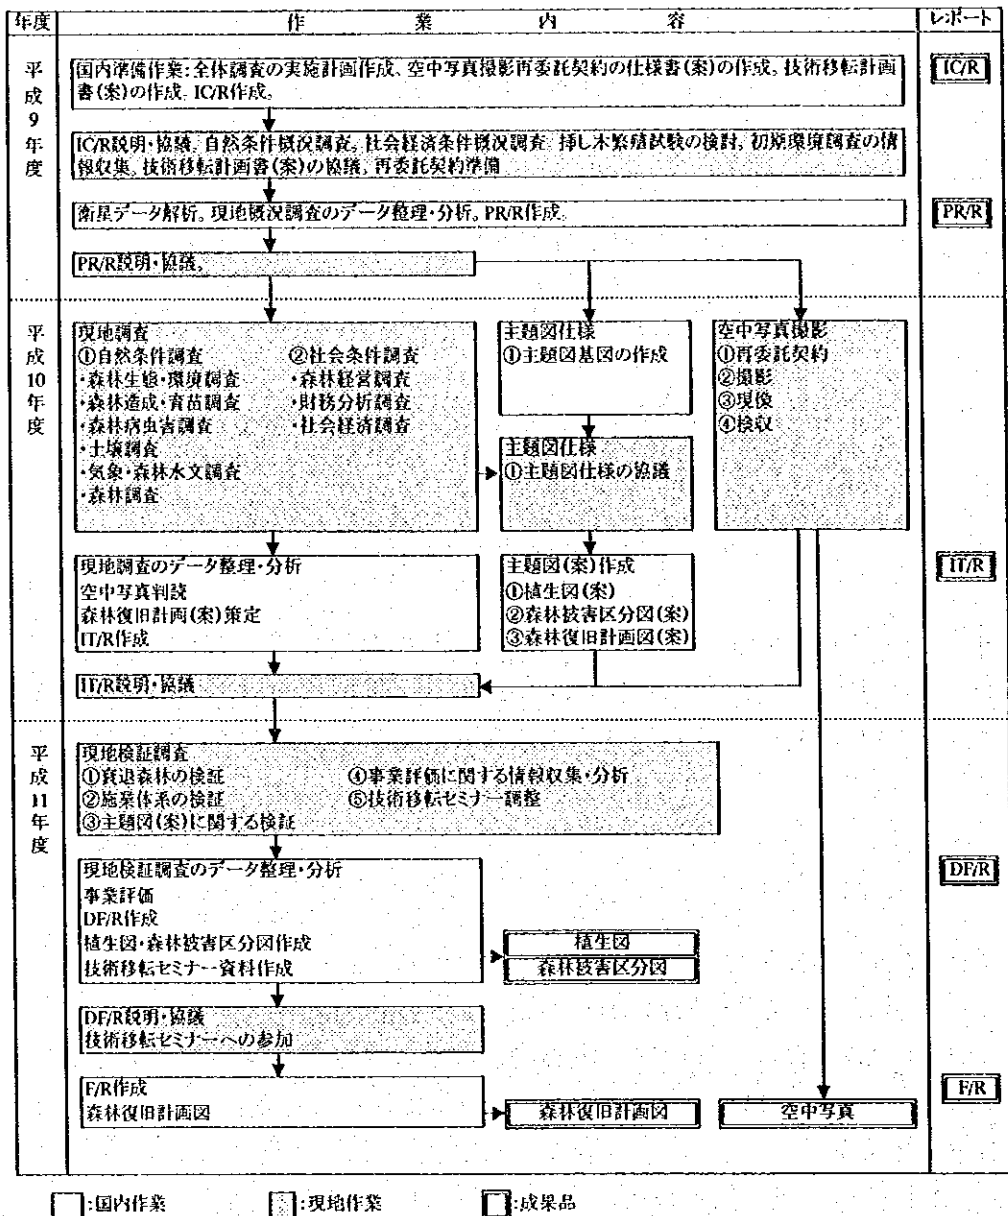 年度 作業内容 レポート
平成9年度
国内準備作業:全体調査の実施計画作成、空中写真撮影再委託契約の仕様書(案)の作成。技術移転計画
書(案)の作成。IC/R作成。
IC/R
IC/R説明・協議。自然条件概況調査。社会経済条件概況調査。挿し木繁殖試験の検討。初期環境調査の情
報収集。技術移転計画書(案)の協議。再委託契約準備
衛星データ解析。現地概況調査のデータ整理・分析。PR/R作成。
PR/R
PR/R説明・協議。
平成10年度
現地調査
①自然条件調査 ②社会条件調査
・森林生態・環境調査 ・森林経営調査
・森林造成・育苗調査 ・財務分析調査
・森林病虫害調査 ・社会経済調査
・土壌調査
・気象・森林水文調査
・森林調査
主題図仕様
①主題図基図の作成
主題図仕様
①主題図仕様の協議
空中写真撮影
①再委託契約
②撮影
③現像
④検収
現地調査のデータ整理・分析
空中写真判読
森林復旧計画(案)策定
IT/R作成
主題図(案)作成
①植生図(案)
②森林被害区分図(案)
③森林復旧計画図(案)
IT/R
IT/R説明・協議
平成11年度
現地検証調査
①衰退森林の検証 ④事業評価に関する情報収集・分析
②施業体系の検証 ⑤技術移転セミナー調整
③主題図(案)に関する検証
現地検証調査のデータ整理・分析
事業評価
DF/R作成
植生図・森林被害区分図作成
技術移転セミナー資料作成
植生図
森林被害区分図
DF/R
DF/R説明・協議
技術移転セミナーへの参加
F/R作成
森林復旧計画図
森林復旧計画図
空中写真
F/R
:国内作業 :現地作業 :成果品